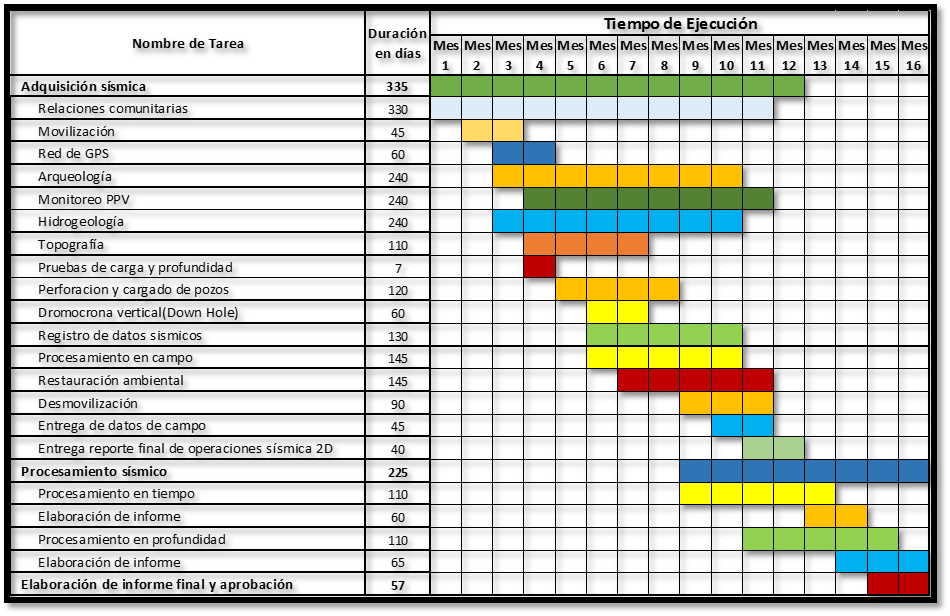 Tiempo de Ejecución
Nombre de Tarea Duración en días Mes 1 Mes 2 Mes 3 Mes 4 Mes 5 Mes 6 Mes 7 Mes 8 Mes 9 Mes 10 Mes 11 Mes 12 Mes 13 Mes 14 Mes 15 Mes 16
Adquisición sísmica 335
Relaciones comunitarias 330
Movilización 45
Red de GPS 60
Arqueología 240
Monitoreo PPV 240
Hidrogeología 240
Topografía 110
Pruebas de carga y profundidad 7
Perforacion y cargado de pozos 120
Dromocrona vertical(Down Hole) 60
Registro de datos sismicos 130
Procesamiento en campo 145
Restauración ambiental 145
Desmovilización 90
Entrega de datos de campo 45
Entrega reporte final de operaciones sísmica 2D 40
Procesamiento sísmico 225
Procesamiento en tiempo 110
Elaboración de informe 60
Procesamiento en profundidad 110
Elaboración de informe 65
Elaboración de informe final y aprobación 57